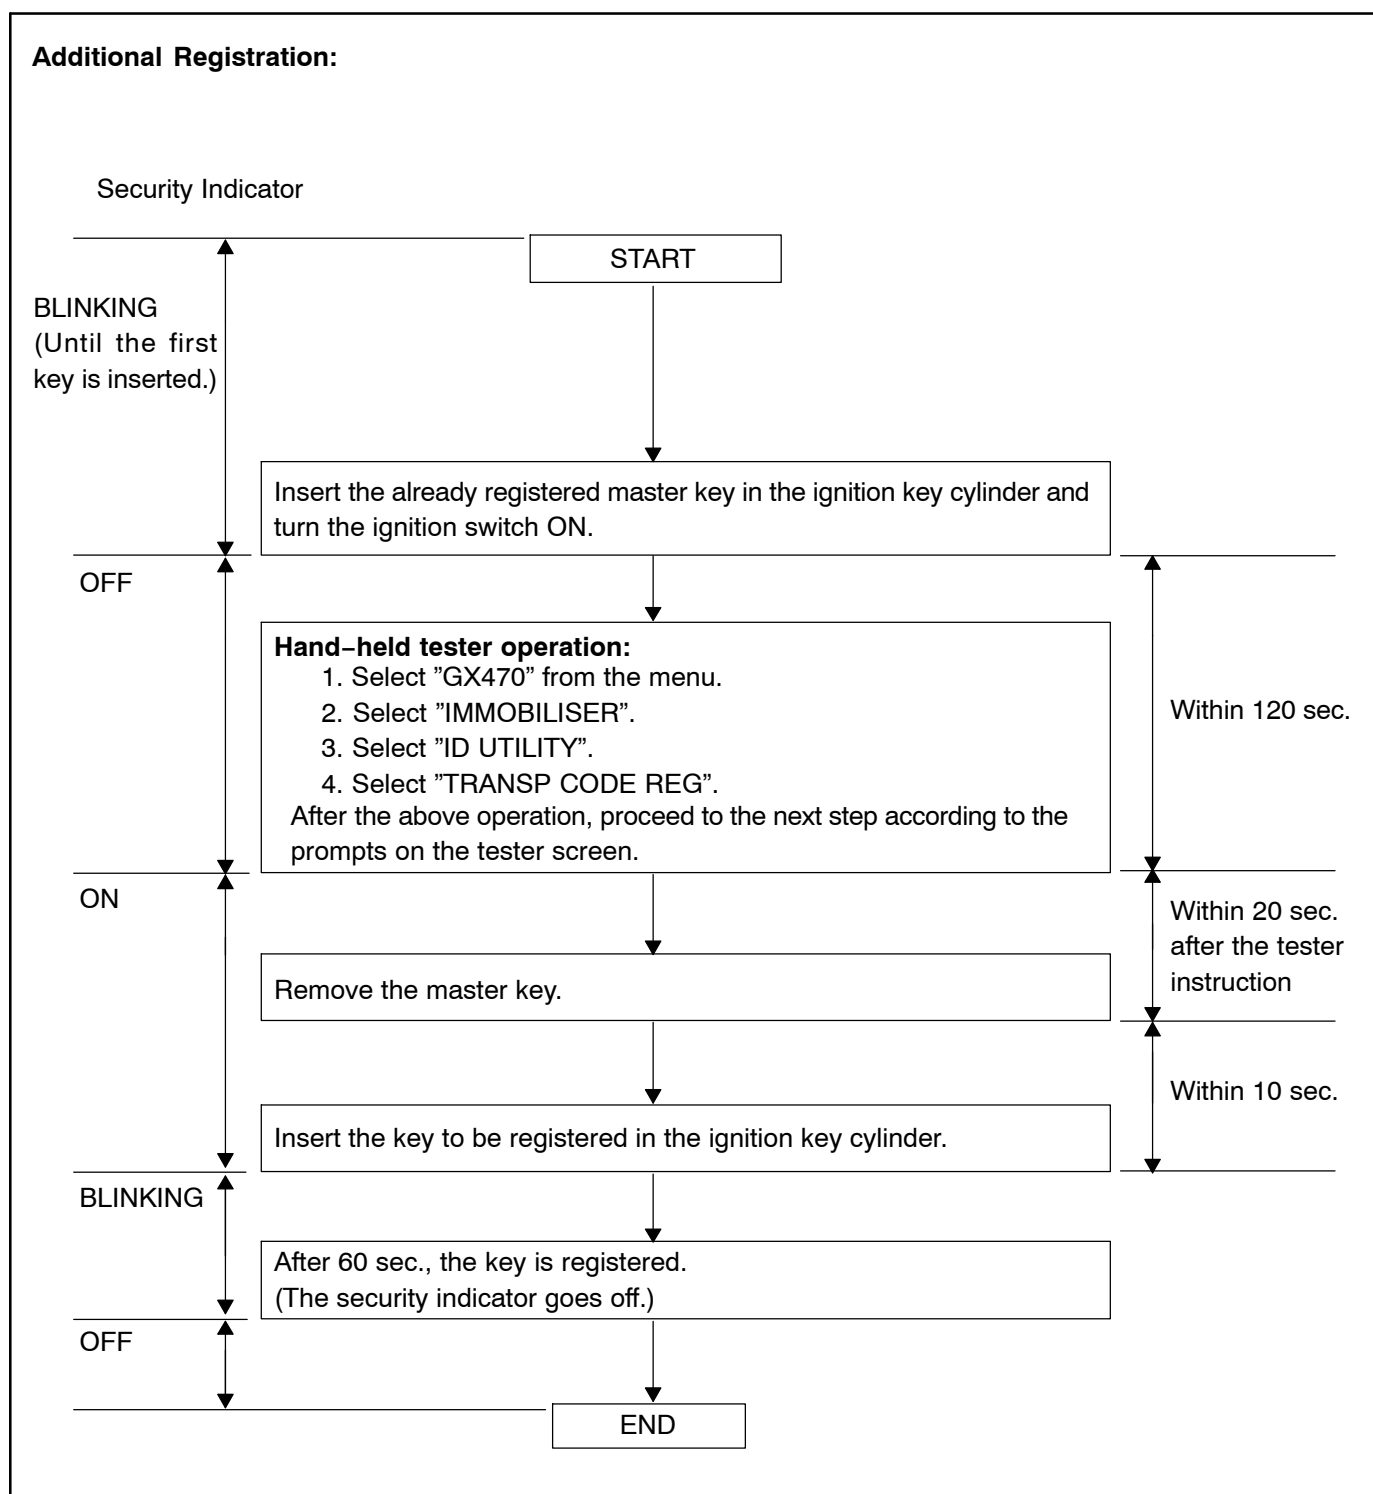 Additional Registration:
Security Indicator
START
BLINKING
(Until the first
key is inserted.)
Insert the already registered master key in the ignition key cylinder and
turn the ignition switch ON.
OFF
Hand−held tester operation:
1. Select ”GX470” from the menu.
2. Select ”IMMOBILISER”.
3. Select ”ID UTILITY”.
4. Select ”TRANSP CODE REG”.
After the above operation, proceed to the next step according to the
prompts on the tester screen.
Within 120 sec.
ON
Within 20 sec.
after the tester
instruction
Remove the master key.
Within 10 sec.
Insert the key to be registered in the ignition key cylinder.
BLINKING
After 60 sec., the key is registered.
(The security indicator goes off.)
OFF
END